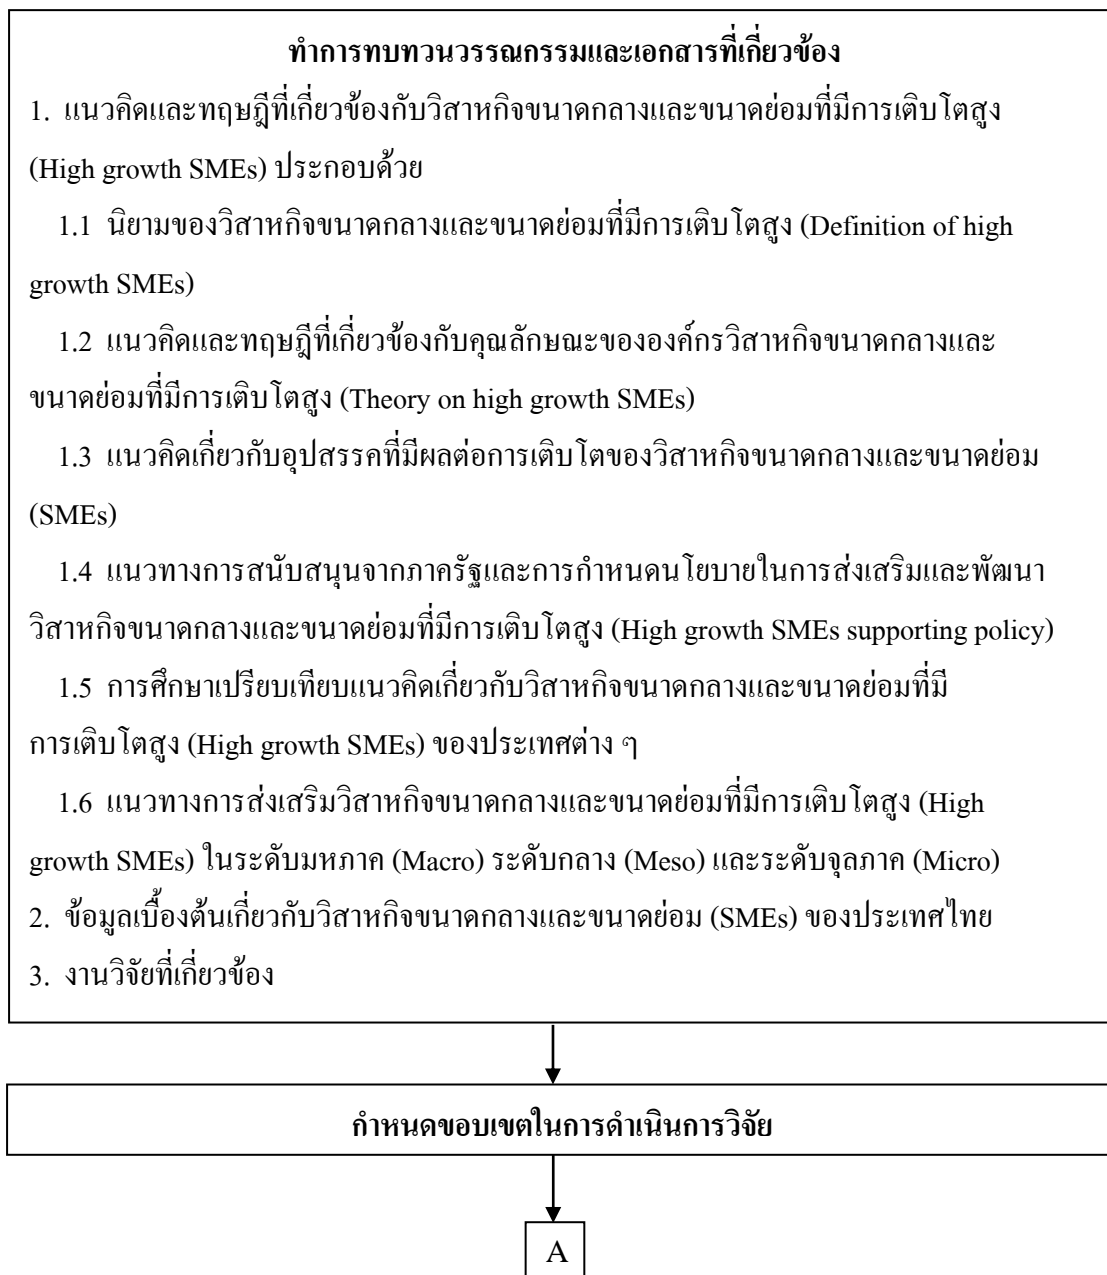 ทำการทบทวนวรรณกรรมและเอกสารที่เกี่ยวข้อง
1. แนวคิดและทฤษฎีที่เกี่ยวข้องกับวิสาหกิจขนาดกลางและขนาดย่อมที่มีการเติบโตสูง
(High growth SMEs) ประกอบด้วย
1.1 นิยามของวิสาหกิจขนาดกลางและขนาดย่อมที่มีการเติบโตสูง (Definition of high
growth SMEs)
1.2 แนวคิดและทฤษฎีที่เกี่ยวข้องกับคุณลักษณะขององค์กรวิสาหกิจขนาดกลางและ
ขนาดย่อมที่มีการเติบโตสูง (Theory on high growth SMEs)
1.3 แนวคิดเกี่ยวกับอุปสรรคที่มีผลต่อการเติบโตของวิสาหกิจขนาดกลางและขนาดย่อม
(SMEs)
1.4 แนวทางการสนับสนุนจากภาครัฐและการกำหนดนโยบายในการส่งเสริมและพัฒนา
วิสาหกิจขนาดกลางและขนาดย่อมที่มีการเติบโตสูง (High growth SMEs supporting policy)
1.5 การศึกษาเปรียบเทียบแนวคิดเกี่ยวกับวิสาหกิจขนาดกลางและขนาดย่อมที่มี
การเติบโตสูง (High growth SMEs) ของประเทศต่าง ๆ
1.6 แนวทางการส่งเสริมวิสาหกิจขนาดกลางและขนาดย่อมที่มีการเติบโตสูง (High
growth SMEs) ในระดับมหภาค (Macro) ระดับกลาง (Meso) และระดับจุลภาค (Micro)
2. ข้อมูลเบื้องต้นเกี่ยวกับวิสาหกิจขนาดกลางและขนาดย่อม (SMEs) ของประเทศไทย
3. งานวิจัยที่เกี่ยวข้อง
กำหนดขอบเขตในการดำเนินการวิจัย
A